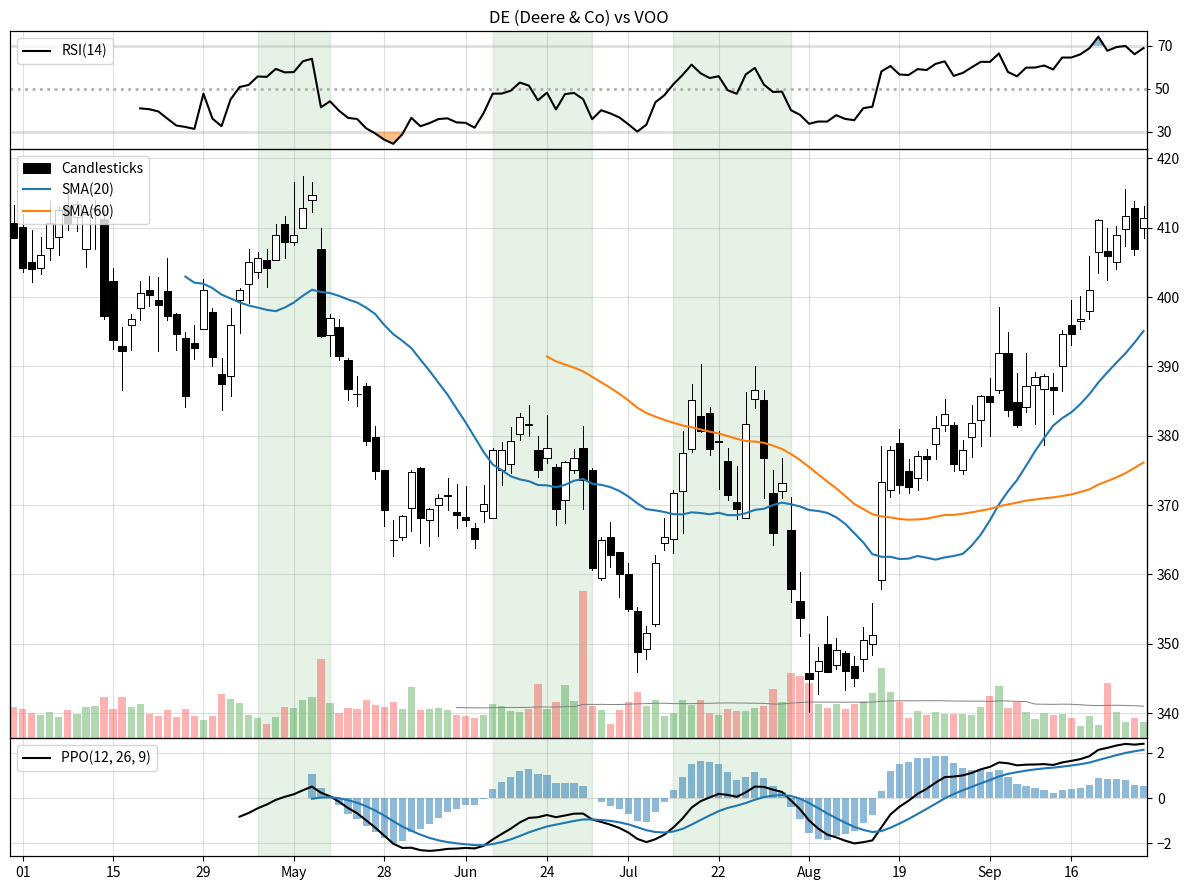 DE (Deere & Co) vs VOO
RSI(14)
70
50
30
Candlesticks
SMA(20)
SMA(60)
420
410
400
390
380
370
360
350
340
PPO(12, 26, 9)
2
0
−2
01 15 29 May 28 Jun 24 Jul 22 Aug 19 Sep 16